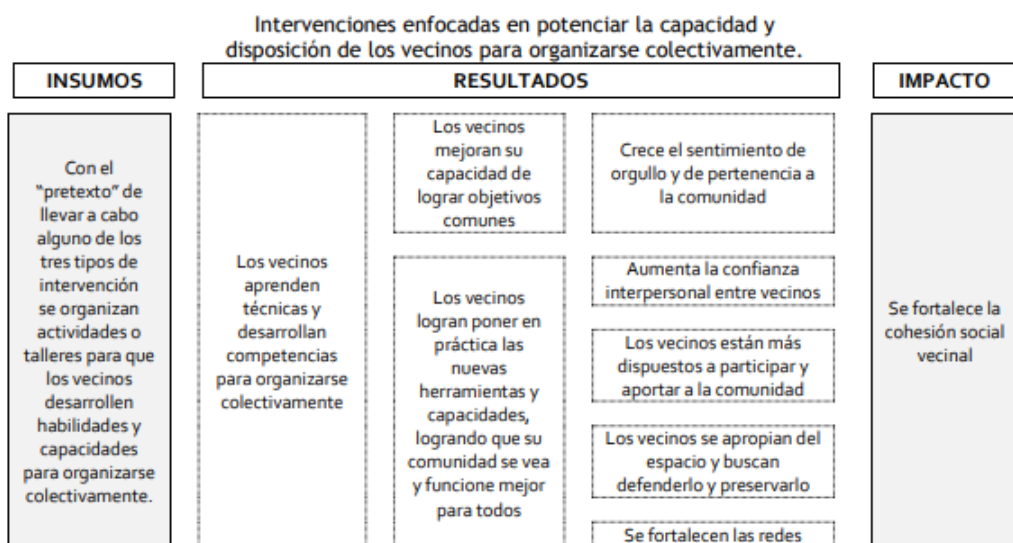 Intervenciones enfocadas en potenciar la capacidad y
disposición de los vecinos para organizarse colectivamente.
INSUMOS
RESULTADOS
IMPACTO
Con el
“pretexto” de
llevar a cabo
alguno de los
tres tipos de
intervención
se organizan
actividades o
talleres para que
los vecinos
desarrollen
habilidades y
capacidades
para organizarse
colectivamente.
Los vecinos
aprenden
técnicas y
desarrollan
competencias
para organizarse
colectivamente
Los vecinos
mejoran su
capacidad de
lograr objetivos
comunes
Los vecinos
logran poner en
práctica las
nuevas
herramientas y
capacidades,
logrando que su
comunidad se vea
y funcione mejor
para todos
Crece el sentimiento de
orgullo y de pertenencia a
la comunidad
Aumenta la confianza
interpersonal entre vecinos
Los vecinos están más
dispuestos a participar y
aportar a la comunidad
Los vecinos se apropian del
espacio y buscan
defenderlo y preservarlo
Se fortalecen las redes
Se fortalece la
cohesión social
vecinal